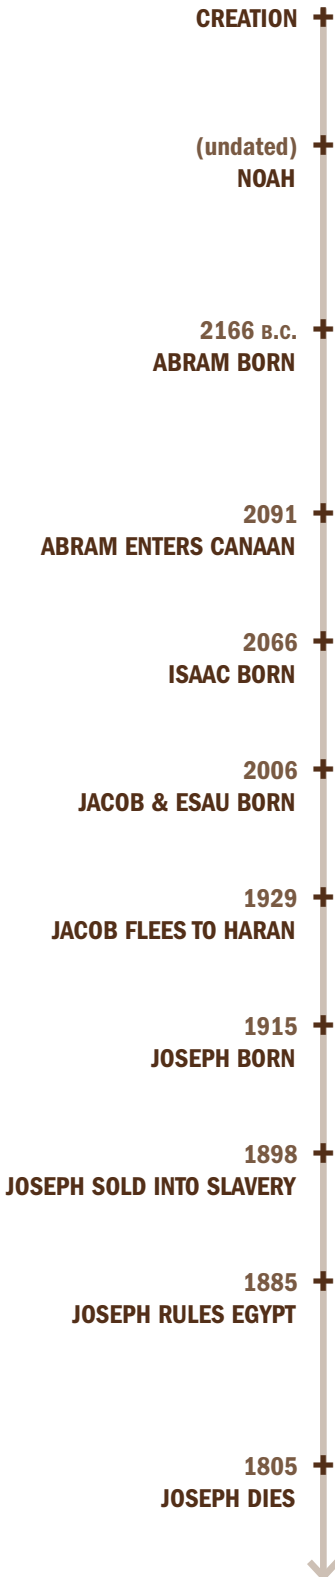 CREATION
(undated)
NOAH
2166 B.C.
ABRAM BORN
2091
ABRAM ENTERS CANAAN
2066
ISAAC BORN
2006
JACOB & ESAU BORN
1929
JACOB FLEES TO HARAN
1915
JOSEPH BORN
1898
JOSEPH SOLD INTO SLAVERY
1885
JOSEPH RULES EGYPT
1805
JOSEPH DIES